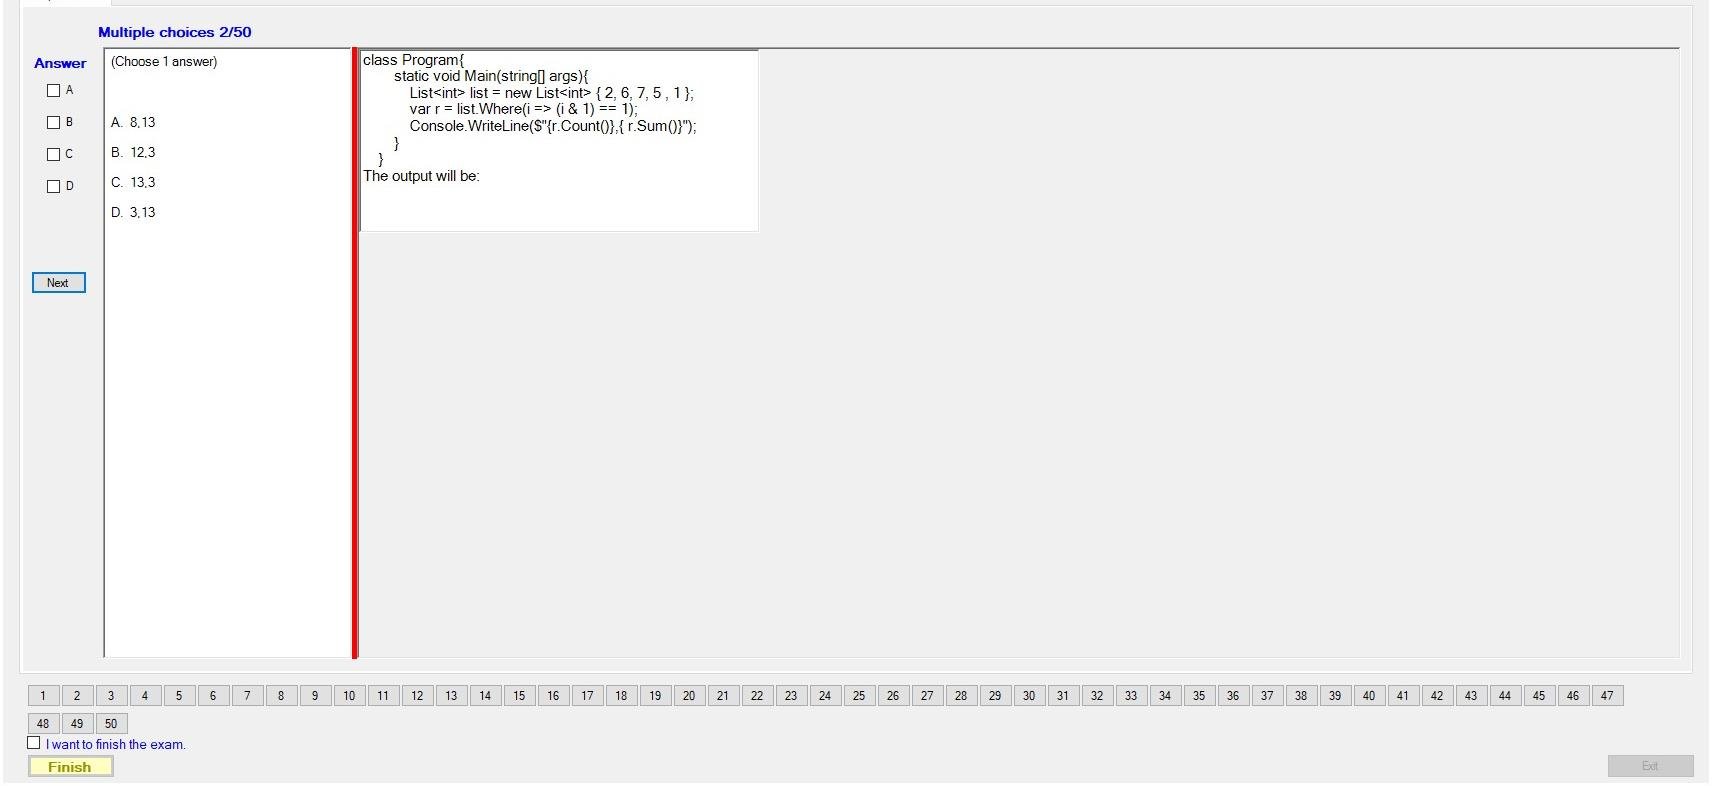 Multiple choices 2/50
Answer
A
B
C
D
Next
(Choose 1 answer)
A. 8,13
B. 12,3
C. 13,3
D. 3,13
class Program{
static void Main(string[] args){
List<int> list = new List<int> { 2, 6, 7, 5 , 1 };
var r = list.Where(i => (i & 1) == 1);
Console.WriteLine($"{r.Count()},{ r.Sum()}");
}
}
The output will be:
1 2 3 4 5 6 7 8 9 10 11 12 13 14 15 16 17 18 19 20 21 22 23 24 25 26 27 28 29 30 31 32 33 34 35 36 37 38 39 40 41 42 43 44 45 46 47
48 49 50
I want to finish the exam.
Finish
Exit